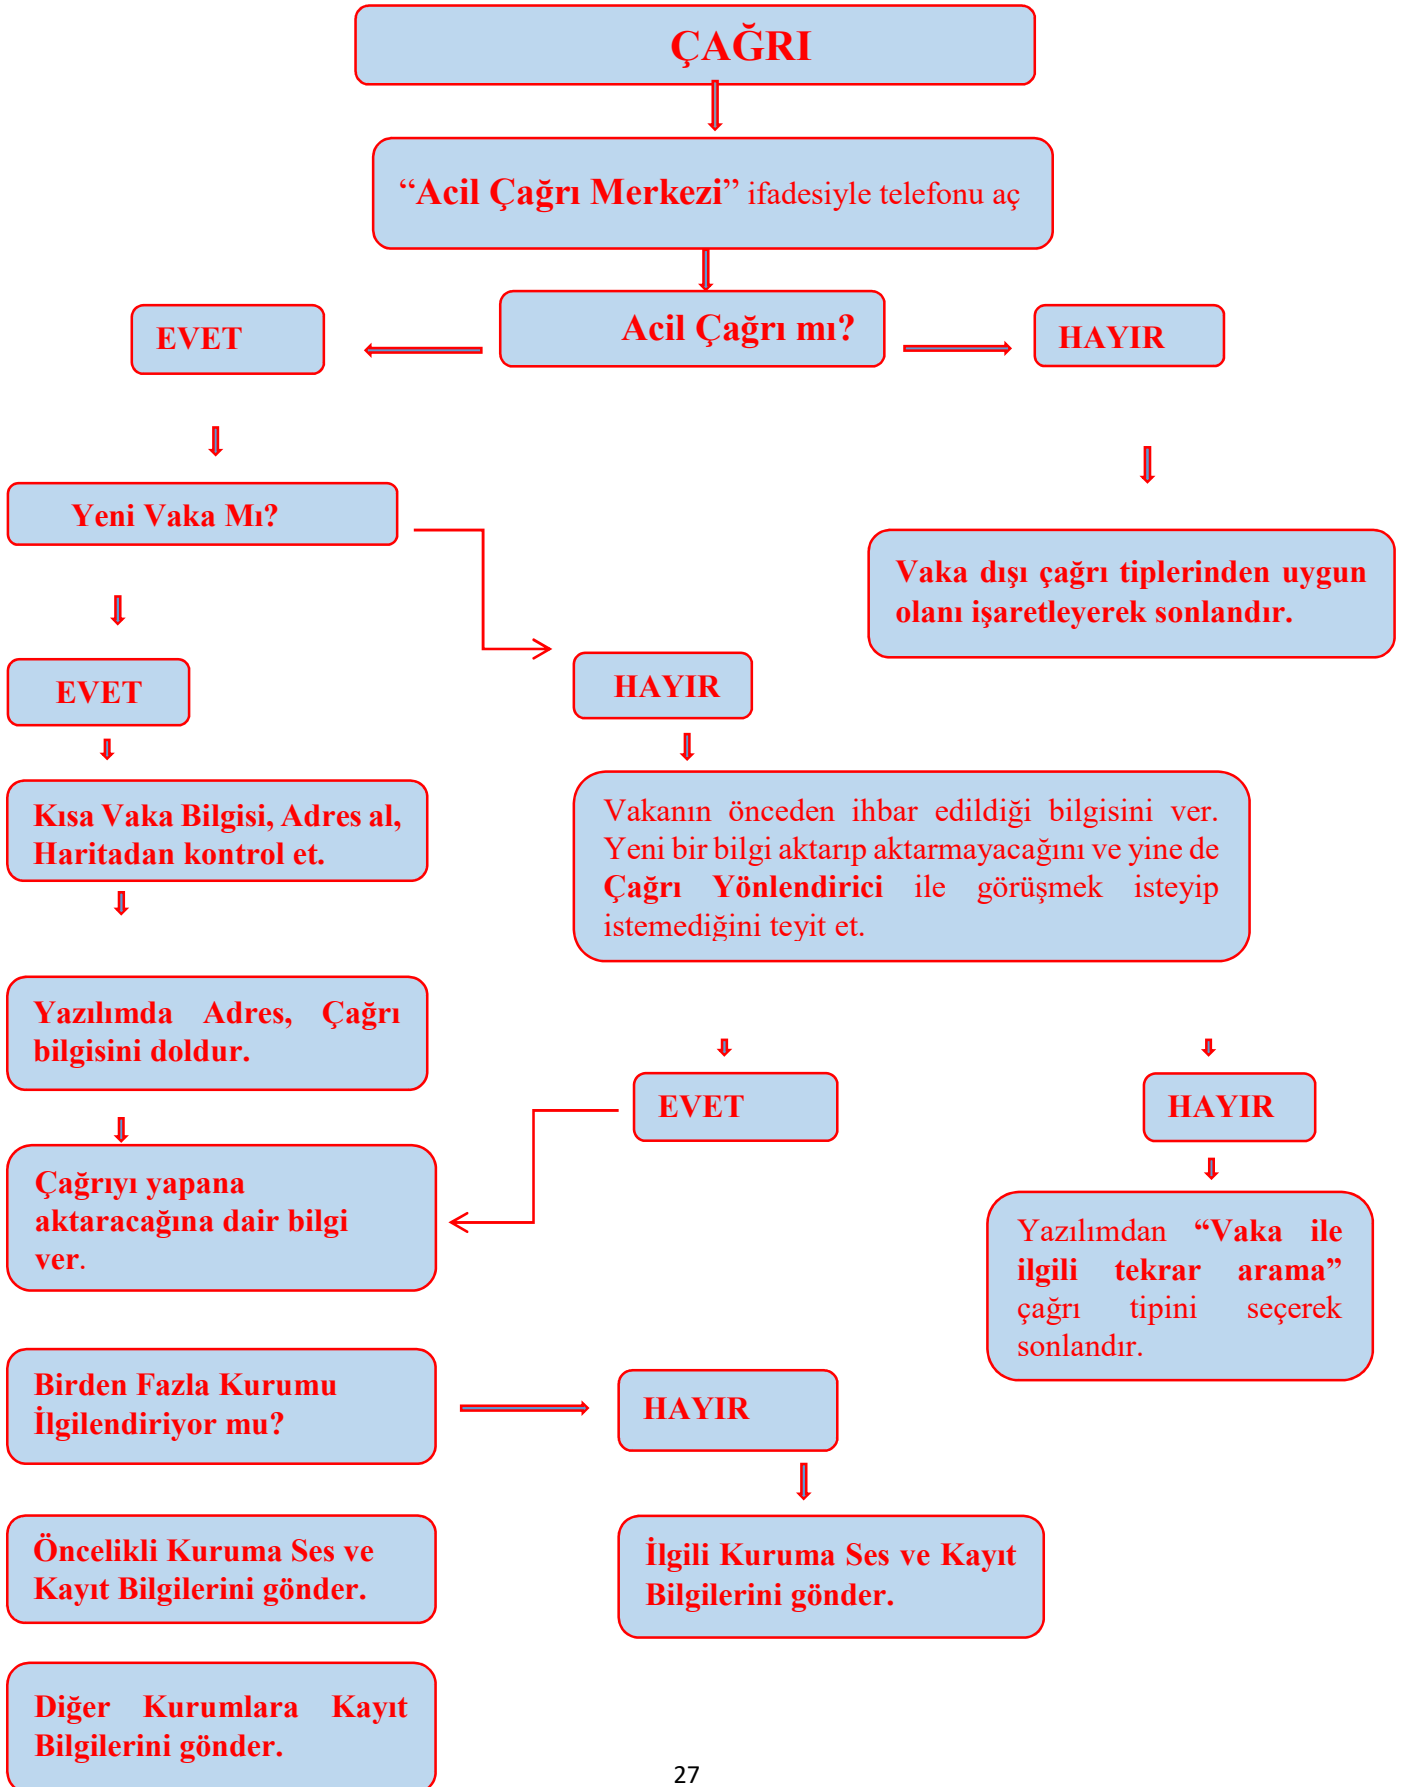 ÇAĞRI
“Acil Çağrı Merkezi” ifadesiyle telefonu aç
Acil Çağrı mı?
EVET
HAYIR
Yeni Vaka Mı?
Vaka dışı çağrı tiplerinden uygun
olanı işaretleyerek sonlandır.
EVET
HAYIR
Kısa Vaka Bilgisi, Adres al,
Haritadan kontrol et.
Vakanın önceden ihbar edildiği bilgisini ver.
Yeni bir bilgi aktarıp aktarmayacağını ve yine de
Çağrı Yönlendirici ile görüşmek isteyip
istemediğini teyit et.
Yazılımda Adres, Çağrı
bilgisini doldur.
EVET
HAYIR
Çağrıyı yapana
aktaracağına dair bilgi
ver.
Yazılımdan “Vaka ile
ilgili tekrar arama”
çağrı tipini seçerek
sonlandır.
Birden Fazla Kurumu
İlgilendiriyor mu?
HAYIR
Öncelikli Kuruma Ses ve
Kayıt Bilgilerini gönder.
İlgili Kuruma Ses ve Kayıt
Bilgilerini gönder.
Diğer Kurumlara Kayıt
Bilgilerini gönder.
27